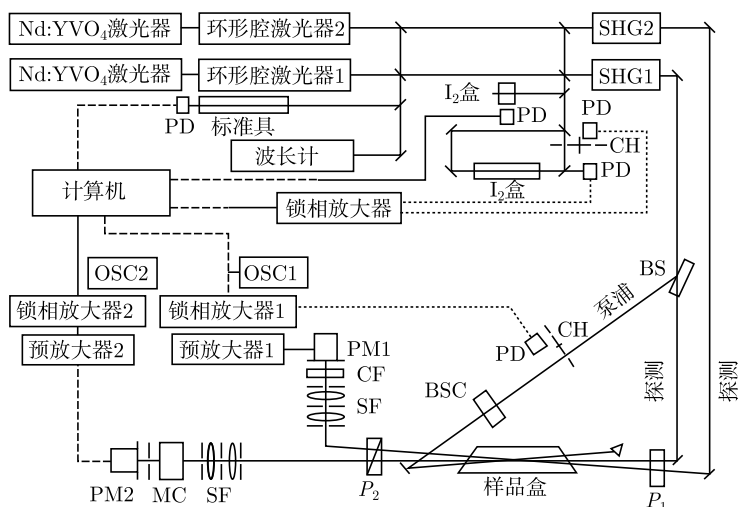 Nd:YVO₄激光器
环形腔激光器2
SHG2
Nd:YVO₄激光器
环形腔激光器1
SHG1
I₂盒
PD
标准具
PD
PD
CH
波长计
PD
I₂盒
计算机
锁相放大器
OSC2
OSC1
BS
泵浦
锁相放大器2
锁相放大器1
CH
PD
预放大器2
预放大器1
PM1
CF
SF
BSC
探测
探测
PM2
MC
SF
P₂
样品盒
P₁